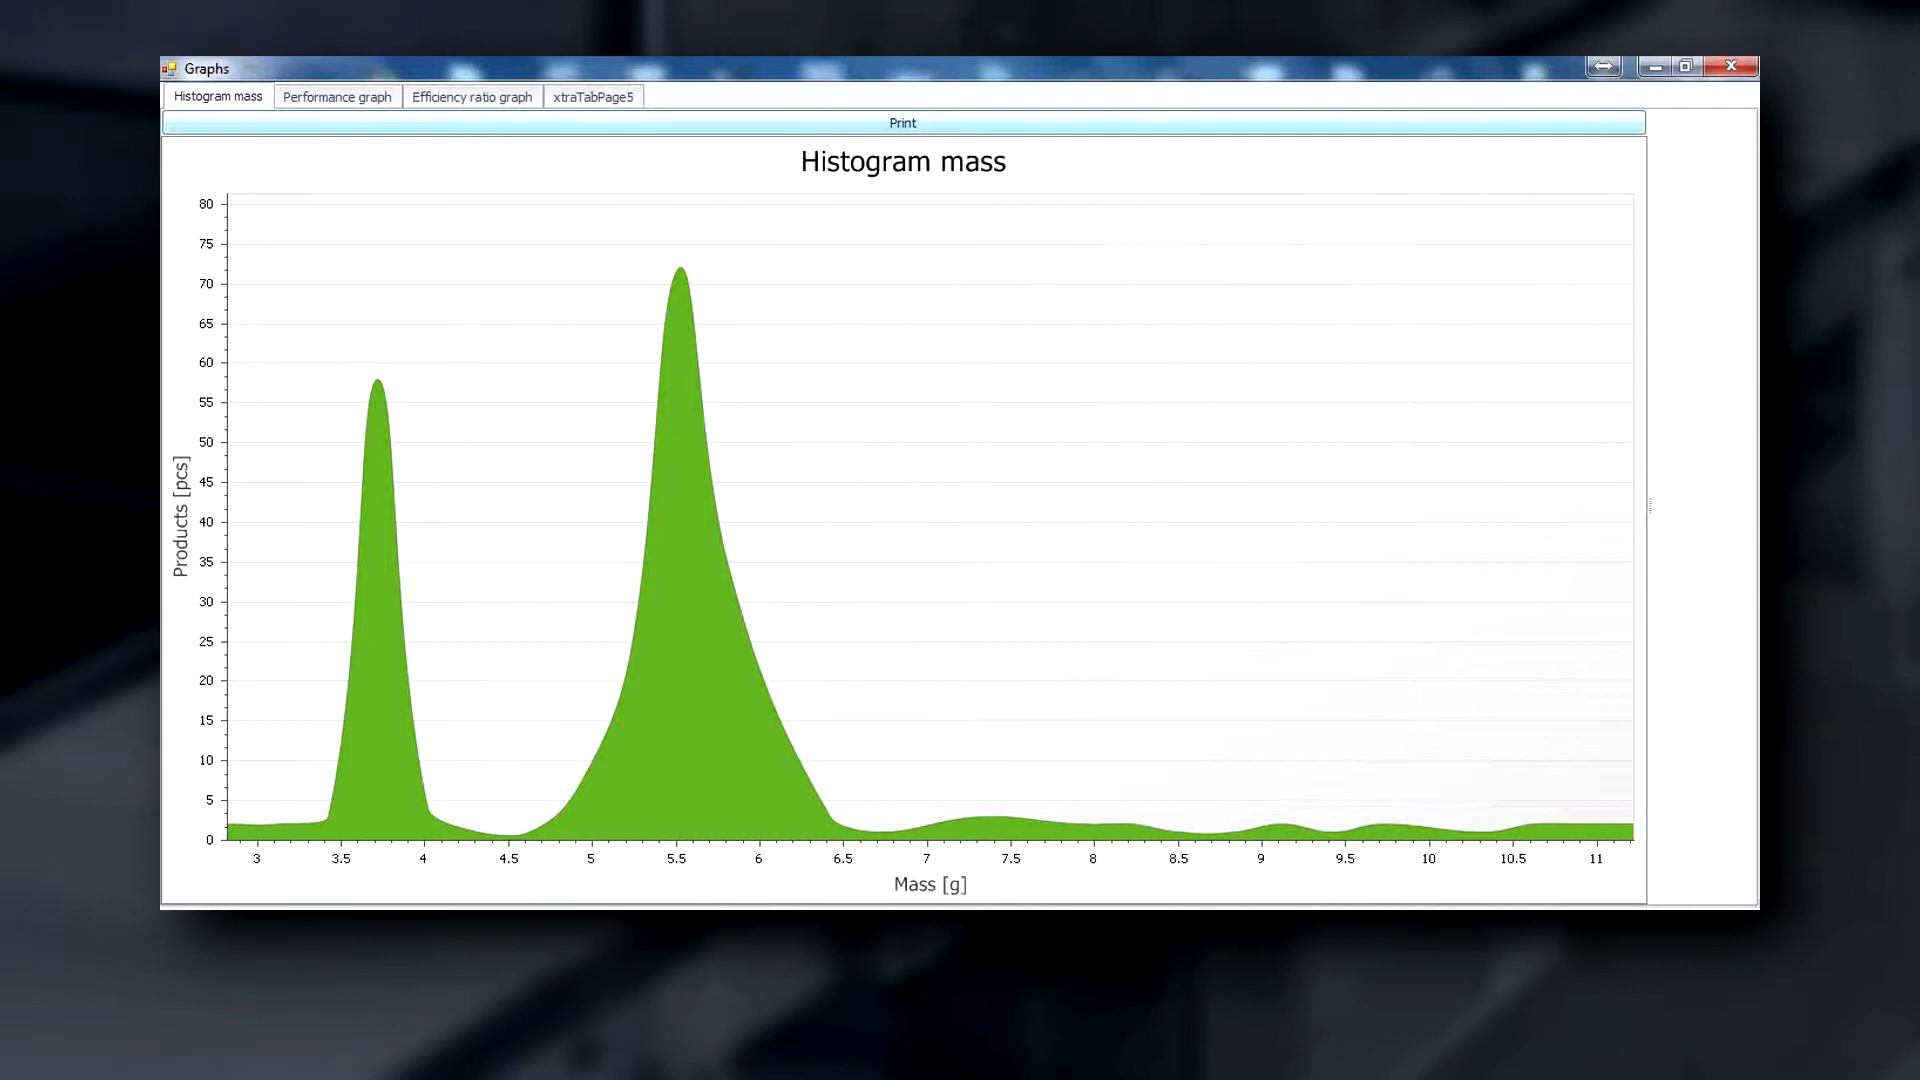 Graphs
Histogram mass Performance graph Efficiency ratio graph xtraTabPage5
Print
Histogram mass
80
75
70
65
60
55
50
45
40
35
30
25
20
15
10
5
0
Products [pcs]
3 3.5 4 4.5 5 5.5 6 6.5 7 7.5 8 8.5 9 9.5 10 10.5 11
Mass [g]